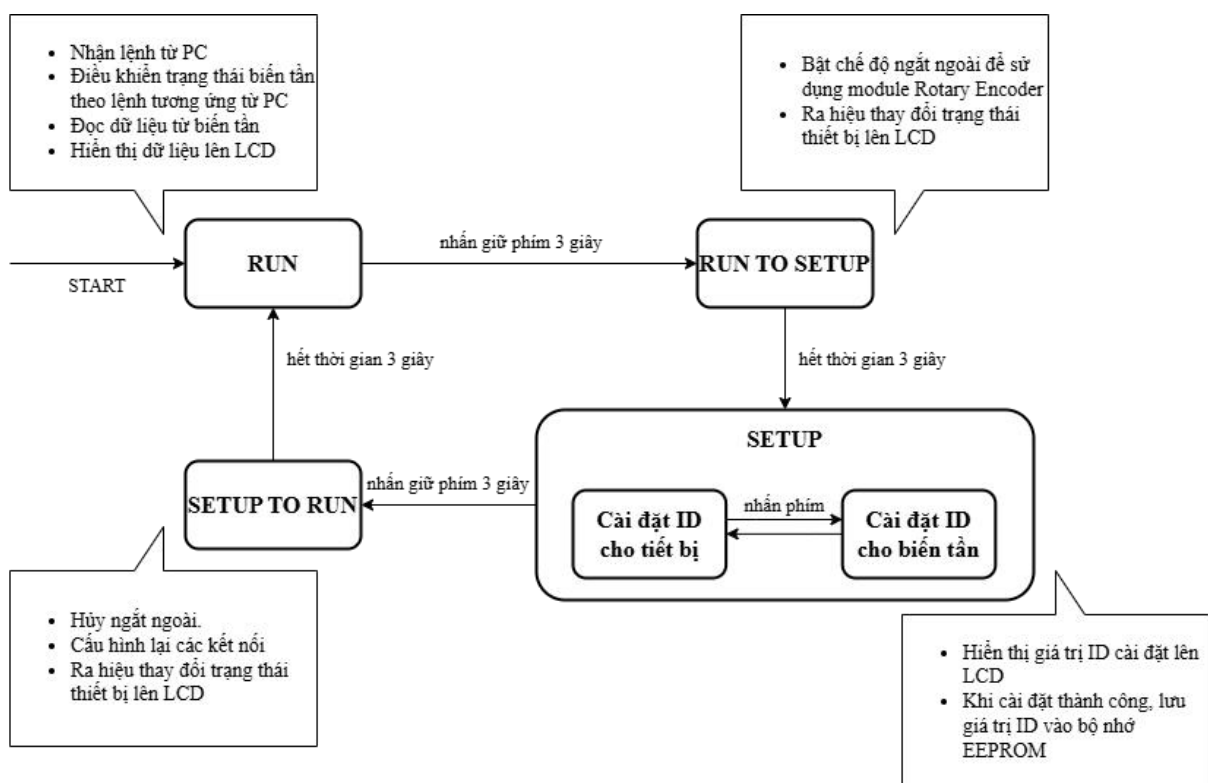 • Nhận lệnh từ PC
• Điều khiển trạng thái biến tần
theo lệnh tương ứng từ PC
• Đọc dữ liệu từ biến tần
• Hiển thị dữ liệu lên LCD
• Bật chế độ ngắt ngoài để sử
dụng module Rotary Encoder
• Ra hiệu thay đổi trạng thái
thiết bị lên LCD
START
RUN
nhấn giữ phím 3 giây
RUN TO SETUP
hết thời gian 3 giây
hết thời gian 3 giây
SETUP
SETUP TO RUN
nhấn giữ phím 3 giây
Cài đặt ID
cho tiết bị
nhấn phím
Cài đặt ID
cho biến tần
• Hủy ngắt ngoài.
• Cấu hình lại các kết nối
• Ra hiệu thay đổi trạng thái
thiết bị lên LCD
• Hiển thị giá trị ID cài đặt lên
LCD
• Khi cài đặt thành công, lưu
giá trị ID vào bộ nhớ
EEPROM